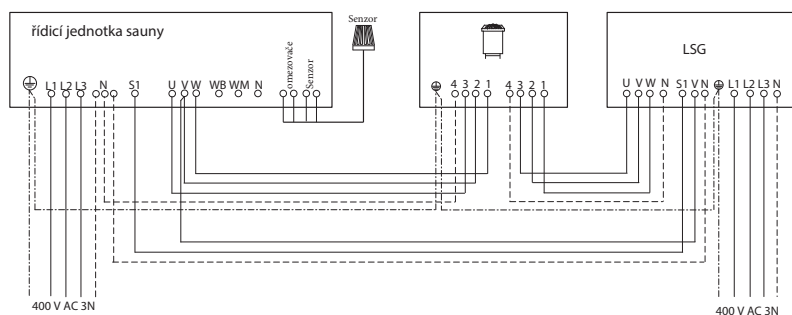 Senzor
řídicí jednotka sauny
LSG
L1 L2 L3 N S1 U V W WB WM N omezovače Senzor
4 3 2 1 4 3 2 1
U V W N S1 V N L1 L2 L3 N
400 V AC 3N
400 V AC 3N